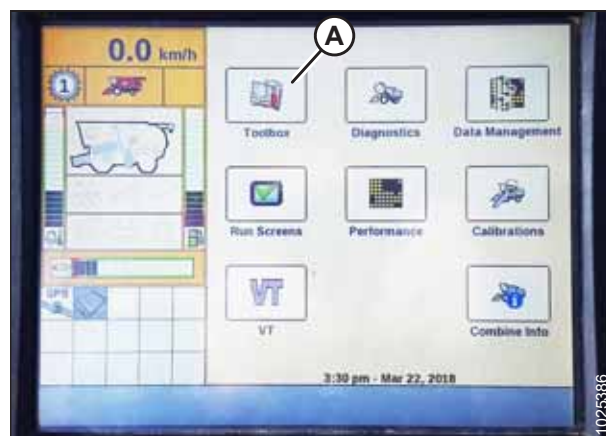 A
0.0 km/h
1
Toolbox
Diagnostics
Data Management
Run Screens
Performance
Calibrations
GPS
VT
VT
Combine Info
3:30 pm - Mar 22, 2018
1025386